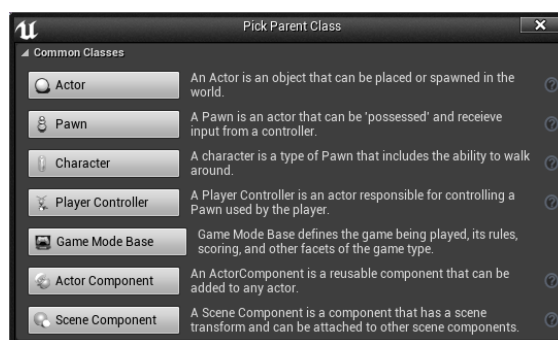 Pick Parent Class
Common Classes
Actor
An Actor is an object that can be placed or spawned in the
world.
Pawn
A Pawn is an actor that can be 'possessed' and receieve
input from a controller.
Character
A character is a type of Pawn that includes the ability to walk
around.
Player Controller
A Player Controller is an actor responsible for controlling a
Pawn used by the player.
Game Mode Base
Game Mode Base defines the game being played, its rules,
scoring, and other facets of the game type.
Actor Component
An ActorComponent is a reusable component that can be
added to any actor.
Scene Component
A Scene Component is a component that has a scene
transform and can be attached to other scene components.